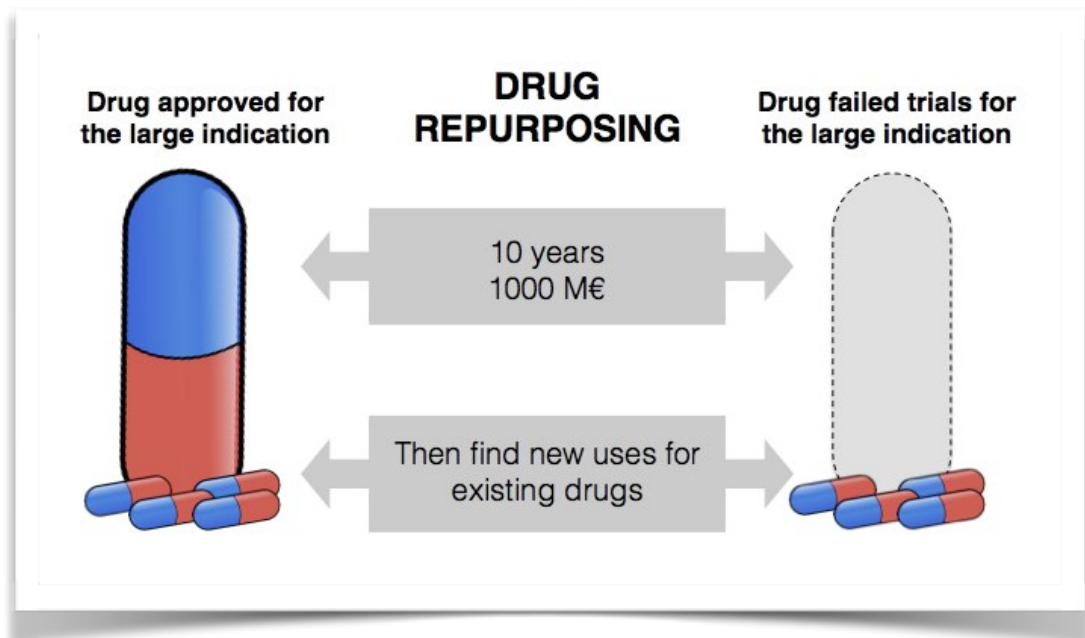 Drug approved for
the large indication
DRUG
REPURPOSING
Drug failed trials for
the large indication
10 years
1000 M€
Then find new uses for
existing drugs